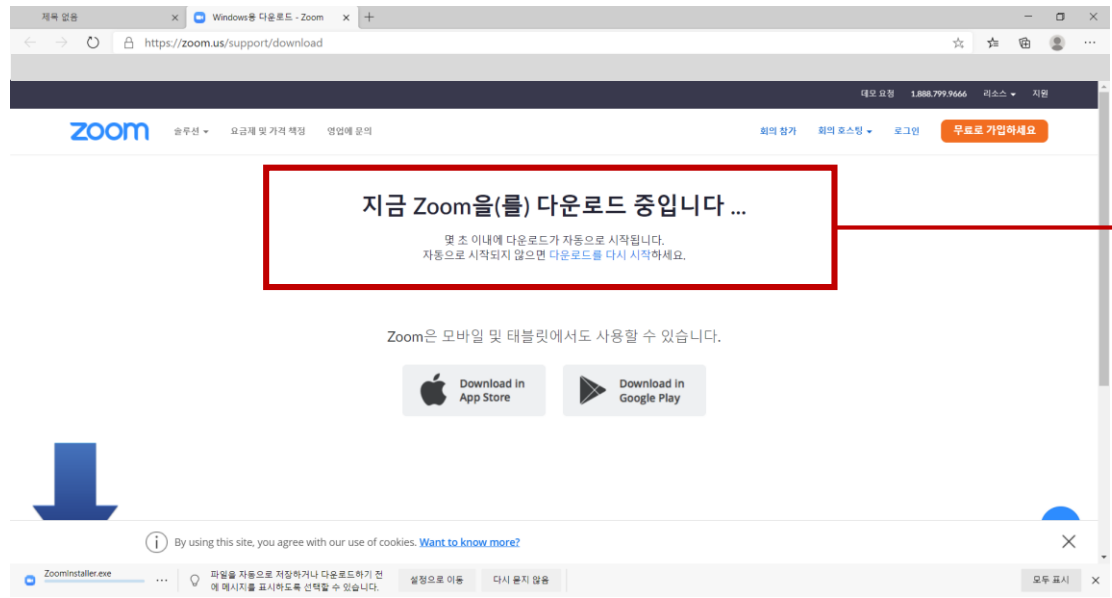 제목 없음
Windows용 다운로드 - Zoom
https://zoom.us/support/download
데모 요청 1.888.799.9666 리소스 지원
zoom 솔루션 요금제 및 가격 책정 영업에 문의 회의 참가 회의 호스팅 로그인 무료로 가입하세요
지금 Zoom을(를) 다운로드 중입니다 ...
몇 초 이내에 다운로드가 자동으로 시작됩니다.
자동으로 시작되지 않으면 다운로드를 다시 시작하세요.
Zoom은 모바일 및 태블릿에서도 사용할 수 있습니다.
Download in
App Store
Download in
Google Play
By using this site, you agree with our use of cookies. Want to know more?
ZoomInstaller.exe
파일을 자동으로 저장하거나 다운로드하기 전
에 메시지를 표시하도록 선택할 수 있습니다.
설정으로 이동 다시 묻지 않음 모두 표시